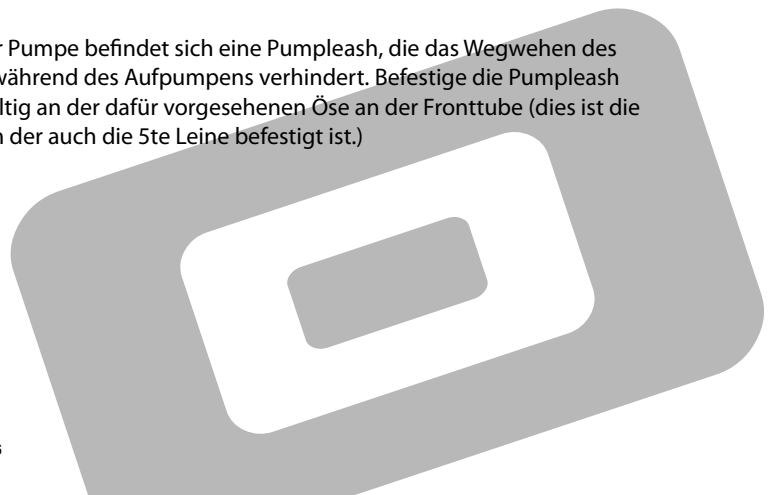 r Pumpe befindet sich eine Pumpleash, die das Wegwehen des
während des Aufpumpens verhindert. Befestige die Pumpleash
ltig an der dafür vorgesehenen Öse an der Fronttube (dies ist die
n der auch die 5te Leine befestigt ist.)